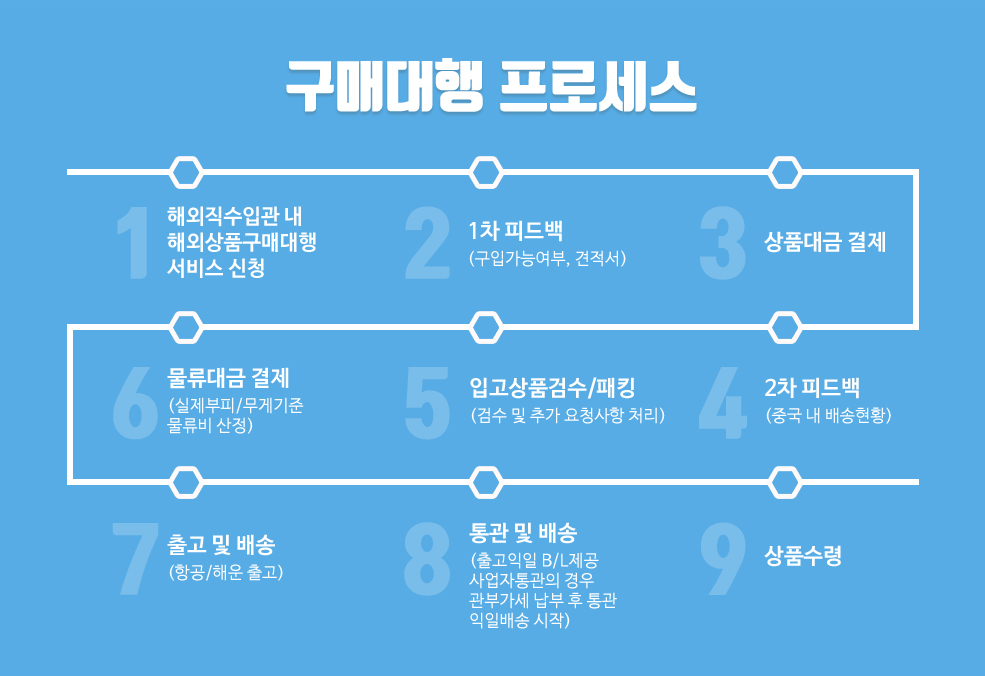 구매대행 프로세스
1
해외직수입관 내
해외상품구매대행
서비스 신청
2
1차 피드백
(구입가능여부, 견적서)
3
상품대금 결제
4
2차 피드백
(중국 내 배송현황)
5
입고상품검수/패킹
(검수 및 추가 요청사항 처리)
6
물류대금 결제
(실제부피/무게기준
물류비 산정)
7
출고 및 배송
(항공/해운 출고)
8
통관 및 배송
(출고익일 B/L제공
사업자통관의 경우
관부가세 납부 후 통관
익일배송 시작)
9
상품수령